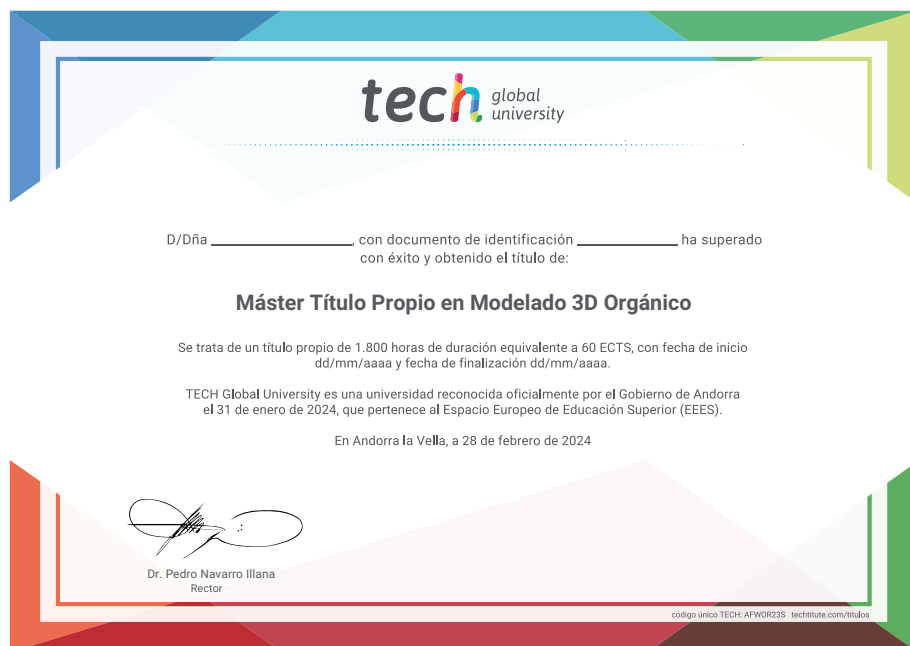 tech global university
D/Dña ________________, con documento de identificación ____________ ha superado
con éxito y obtenido el título de:
Máster Título Propio en Modelado 3D Orgánico
Se trata de un título propio de 1.800 horas de duración equivalente a 60 ECTS, con fecha de inicio
dd/mm/aaaa y fecha de finalización dd/mm/aaaa.
TECH Global University es una universidad reconocida oficialmente por el Gobierno de Andorra
el 31 de enero de 2024, que pertenece al Espacio Europeo de Educación Superior (EEES).
En Andorra la Vella, a 28 de febrero de 2024
Dr. Pedro Navarro Illana
Rector
código único TECH: AFWOR23S techtitute.com/titulos